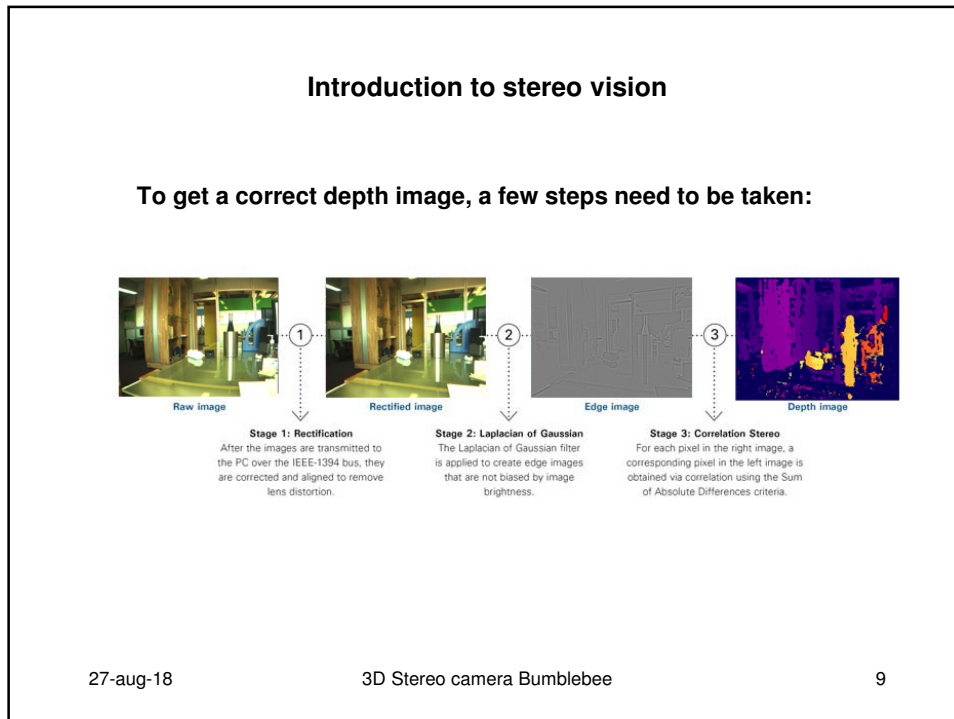 Introduction to stereo vision
To get a correct depth image, a few steps need to be taken:
1
2
3
Raw image
Rectified image
Edge image
Depth image
Stage 1: Rectification
After the images are transmitted to
the PC over the IEEE-1394 bus, they
are corrected and aligned to remove
lens distortion.
Stage 2: Laplacian of Gaussian
The Laplacian of Gaussian filter
is applied to create edge images
that are not biased by image
brightness.
Stage 3: Correlation Stereo
For each pixel in the right image, a
corresponding pixel in the left image is
obtained via correlation using the Sum
of Absolute Differences criteria.
27-aug-18
3D Stereo camera Bumblebee
9